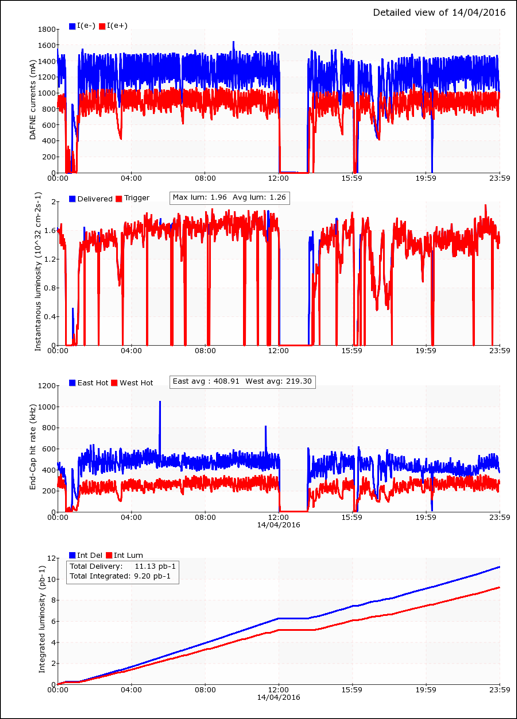 Detailed view of 14/04/2016
I(e-) I(e+)
DAFNE currents (mA)
1800
1600
1400
1200
1000
800
600
400
200
0
00:00 04:00 08:00 12:00 15:59 19:59 23:59
Delivered Trigger
Max lum: 1.96 Avg lum: 1.26
Instantanous luminosity (10^32 cm-2s-1)
2
1.6
1.2
0.8
0.4
0
00:00 04:00 08:00 12:00 15:59 19:59 23:59
East Hot West Hot
East avg : 408.91 West avg: 219.30
End-Cap hit rate (kHz)
1200
1000
800
600
400
200
0
00:00 04:00 08:00 12:00 15:59 19:59 23:59
14/04/2016
Int Del Int Lum
Total Delivery: 11.13 pb-1
Total Integrated: 9.20 pb-1
Integrated luminosity (pb-1)
12
10
8
6
4
2
0
00:00 04:00 08:00 12:00 15:59 19:59 23:59
14/04/2016